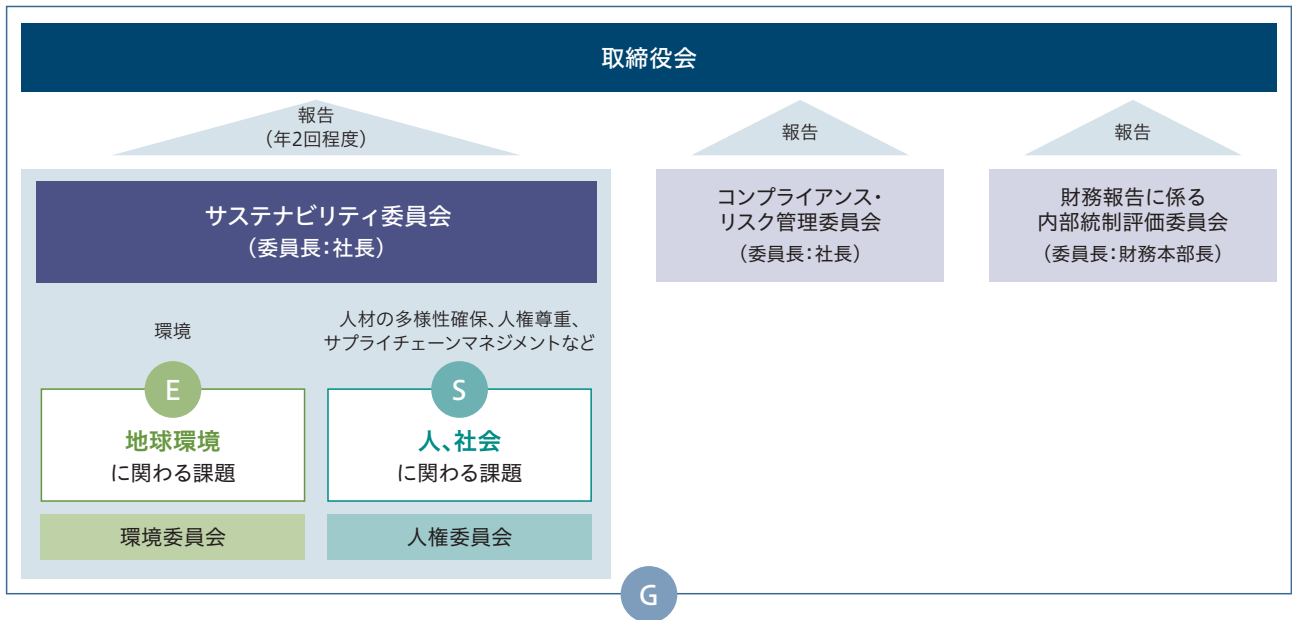 取締役会
報告
（年2回程度）
報告
報告
サステナビリティ委員会
（委員長：社長）
コンプライアンス・
リスク管理委員会
（委員長：社長）
財務報告に係る
内部統制評価委員会
（委員長：財務本部長）
環境
人材の多様性確保、人権尊重、
サプライチェーンマネジメントなど
E
地球環境
に関わる課題
環境委員会
S
人、社会
に関わる課題
人権委員会
G